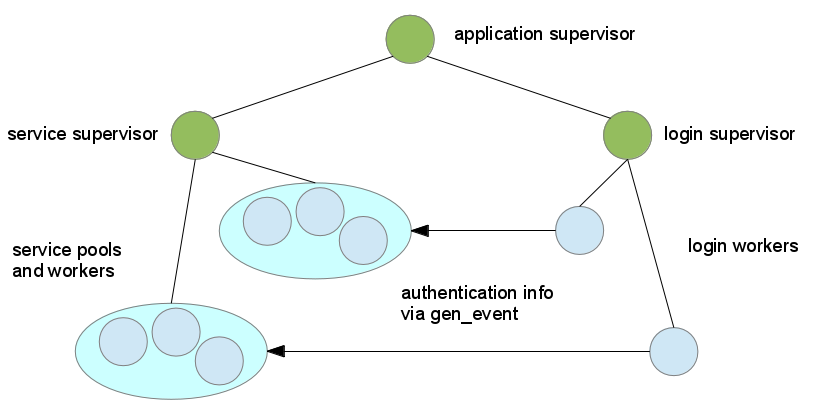 application supervisor
service supervisor
login supervisor
service pools
and workers
login workers
authentication info
via gen_event